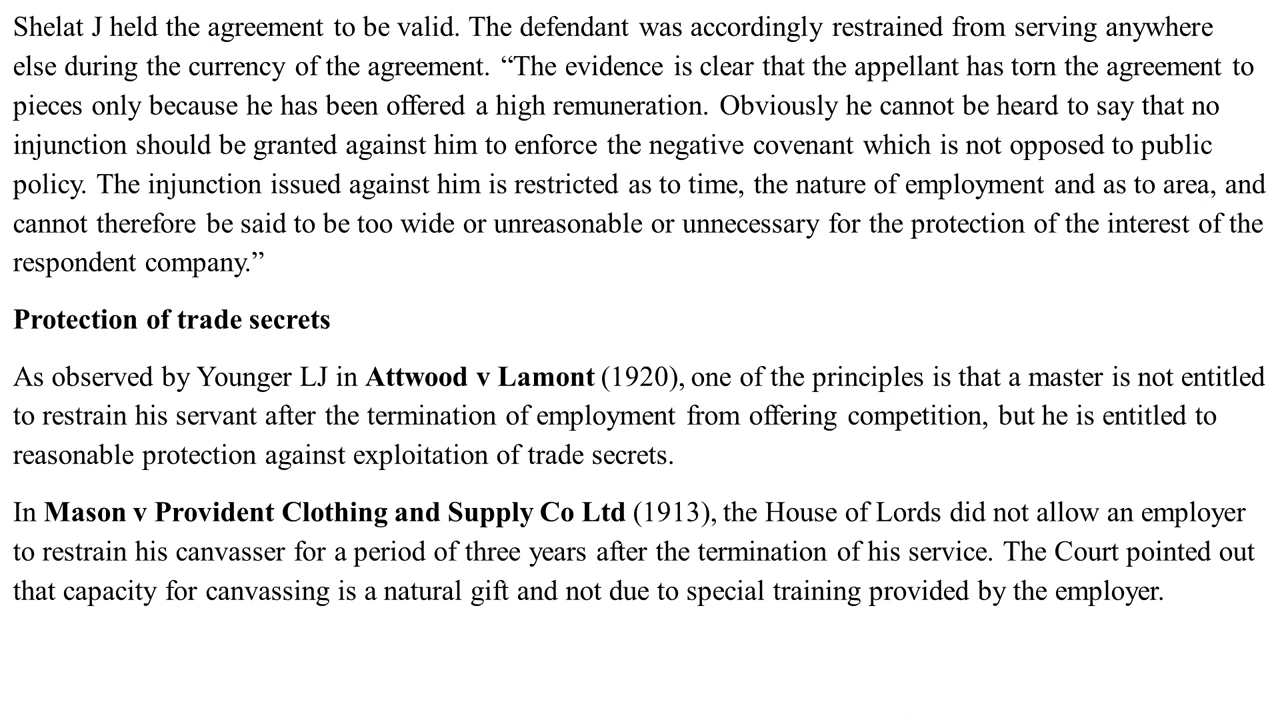 Shelat J held the agreement to be valid. The defendant was accordingly restrained from serving anywhere
else during the currency of the agreement. “The evidence is clear that the appellant has torn the agreement to
pieces only because he has been offered a high remuneration. Obviously he cannot be heard to say that no
injunction should be granted against him to enforce the negative covenant which is not opposed to public
policy. The injunction issued against him is restricted as to time, the nature of employment and as to area, and
cannot therefore be said to be too wide or unreasonable or unnecessary for the protection of the interest of the
respondent company.”
Protection of trade secrets
As observed by Younger LJ in Attwood v Lamont (1920), one of the principles is that a master is not entitled
to restrain his servant after the termination of employment from offering competition, but he is entitled to
reasonable protection against exploitation of trade secrets.
In Mason v Provident Clothing and Supply Co Ltd (1913), the House of Lords did not allow an employer
to restrain his canvasser for a period of three years after the termination of his service. The Court pointed out
that capacity for canvassing is a natural gift and not due to special training provided by the employer.